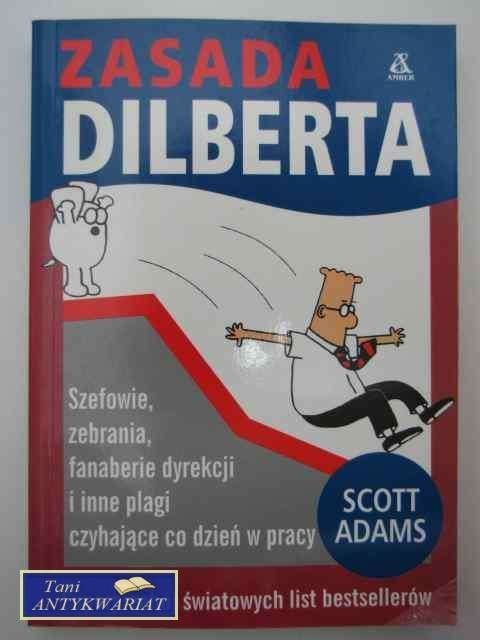 ZASADA
AMBER
DILBERTA
Szefowie,
zebrania,
fanaberie dyrekcji
i inne plagi
czyhające co dzień w pracy
SCOTT
ADAMS
światowych list bestsellerów
Tani
ANTYKWARIAT